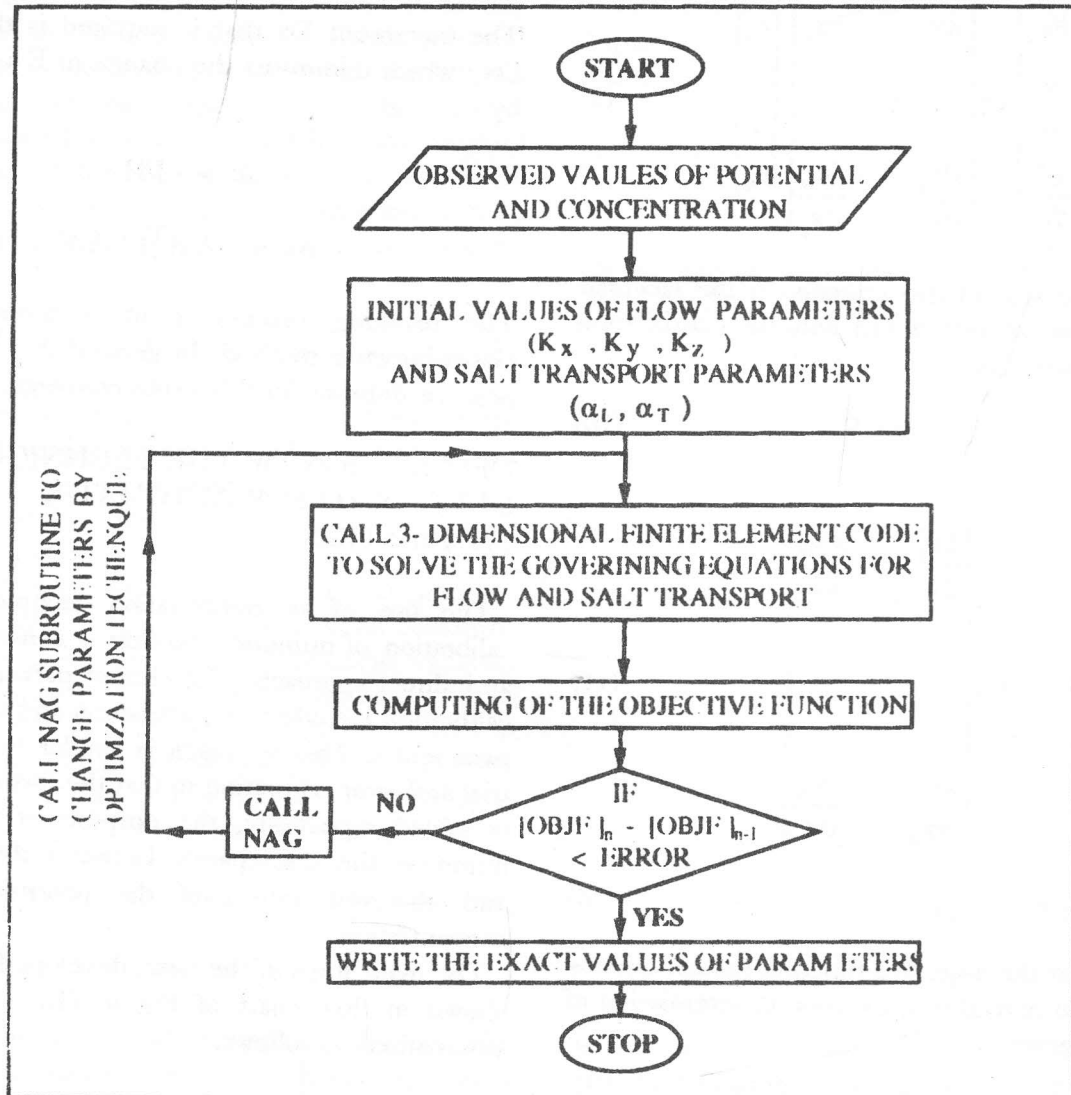 START
OBSERVED VAULES OF POTENTIAL
AND CONCENTRATION
INITIAL VALUES OF FLOW PARAMETERS
(Kx , Ky , Kz )
AND SALT TRANSPORT PARAMETERS
(αL, αT )
CALL 3- DIMENSIONAL FINITE ELEMENT CODE
TO SOLVE THE GOVERINING EQUATIONS FOR
FLOW AND SALT TRANSPORT
COMPUTING OF THE OBJECTIVE FUNCTION
IF
[OBJF ]n - [OBJF ]n-1
< ERROR
NO
CALL
NAG
CALL NAG SUBROUTINE TO
CHANGE PARAMETERS BY
OPTIMZATION TECHENQUE
YES
WRITE THE EXACT VALUES OF PARAMETERS
STOP